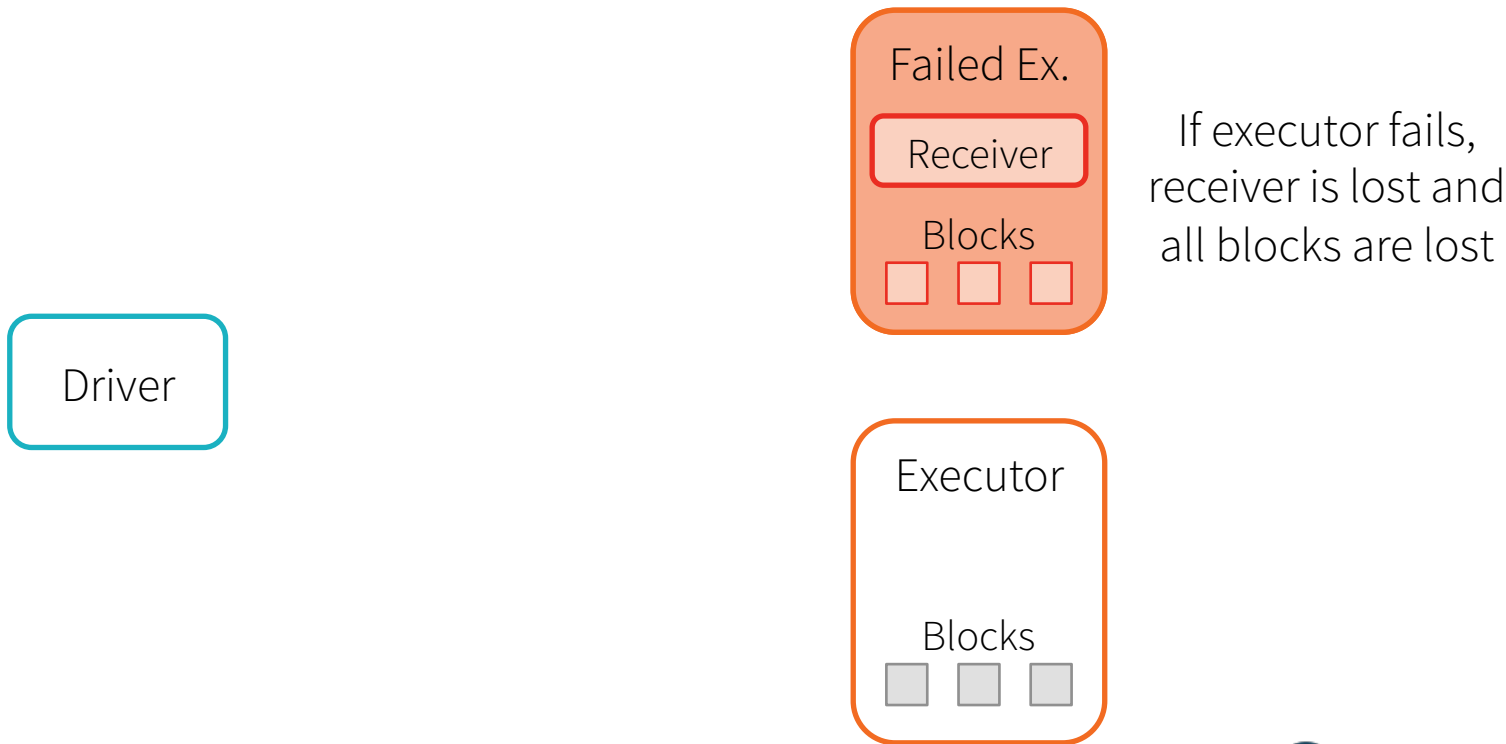 Failed Ex.
Receiver
Blocks
If executor fails,
receiver is lost and
all blocks are lost
Driver
Executor
Blocks